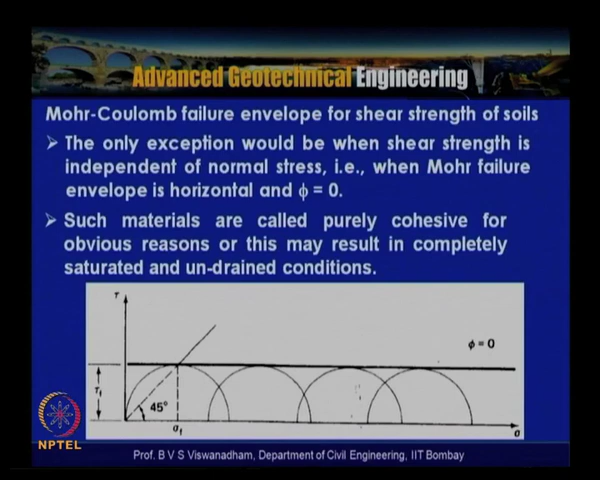 Advanced Geotechnical Engineering
Mohr-Coulomb failure envelope for shear strength of soils
➢ The only exception would be when shear strength is
independent of normal stress, i.e., when Mohr failure
envelope is horizontal and ϕ = 0.
➢ Such materials are called purely cohesive for
obvious reasons or this may result in completely
saturated and un-drained conditions.
τ
ϕ = 0
τf
45°
σf
σ
NPTEL
Prof. B V S Viswanadham, Department of Civil Engineering, IIT Bombay